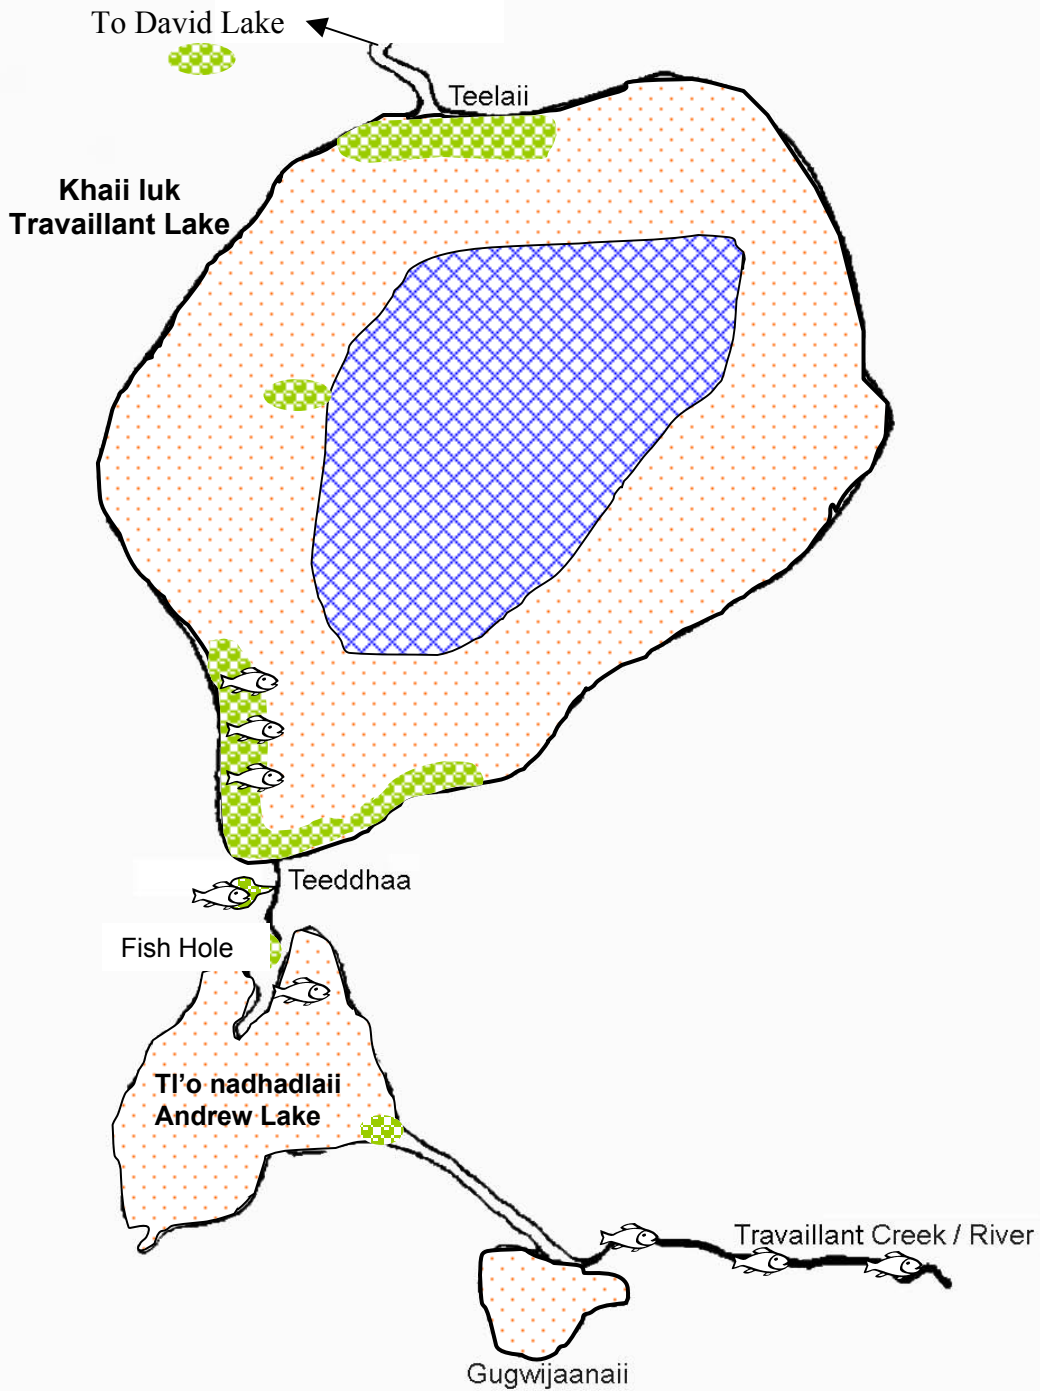 To David Lake
Teelaii
Khaii luk
Travaillant Lake
Teeddhaa
Fish Hole
Tl’o nadhadlaii
Andrew Lake
Travaillant Creek / River
Gugwijaanaii